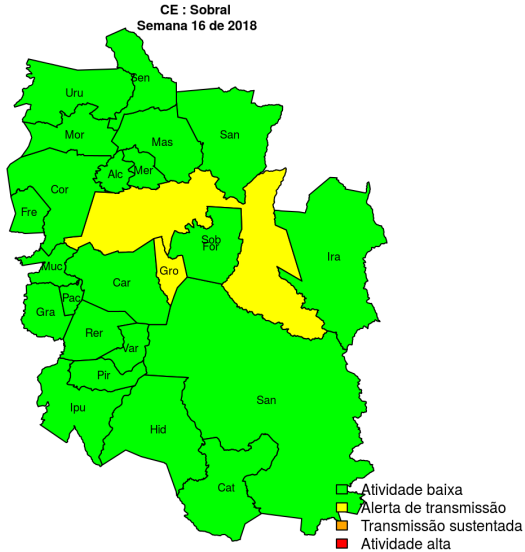 CE : Sobral
Semana 16 de 2018
Sen
Uru
Mor
Mas
San
Alc
Mer
Cor
Fre
Sob
For
Ira
Muc
Gro
Car
Pac
Gra
Rer
Var
Pir
San
Ipu
Hid
Cat
Atividade baixa
Alerta de transmissão
Transmissão sustentada
Atividade alta